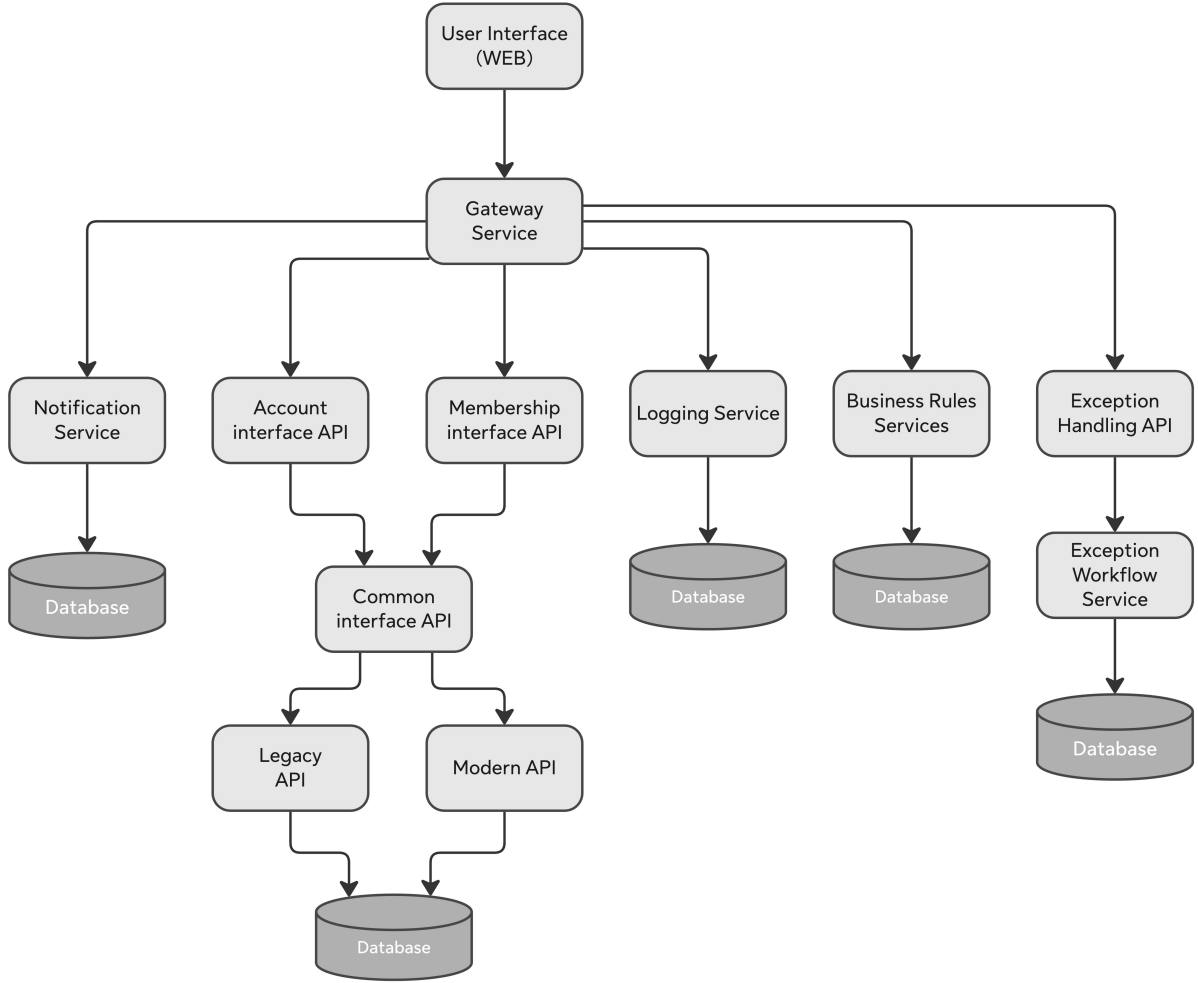 User Interface
(WEB)
Gateway
Service
Notification
Service
Account
interface API
Membership
interface API
Logging Service
Business Rules
Services
Exception
Handling API
Database
Common
interface API
Database
Database
Exception
Workflow
Service
Legacy
API
Modern API
Database
Database